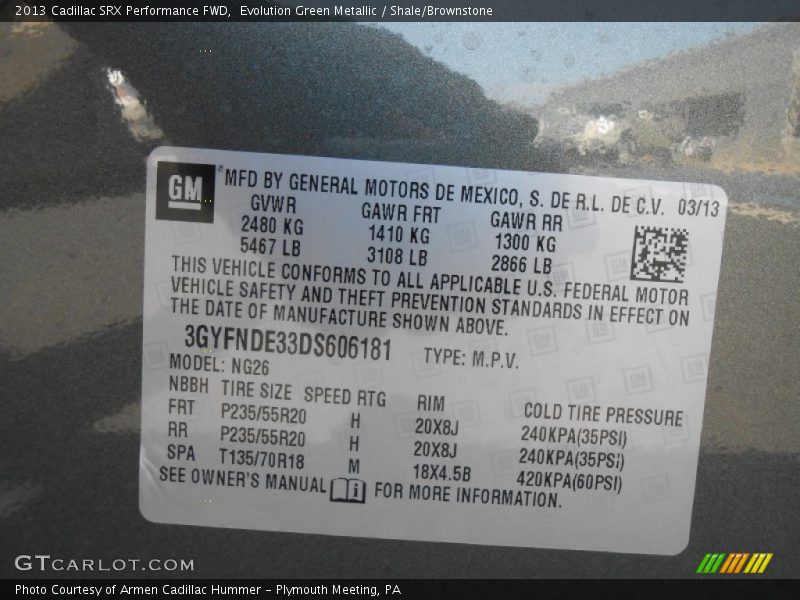 2013 Cadillac SRX Performance FWD,  Evolution Green Metallic / Shale/Brownstone
GM
MFD BY GENERAL MOTORS DE MEXICO, S. DE R.L. DE C.V. 03/13
GVWR GAWR FRT GAWR RR
2480 KG 1410 KG 1300 KG
5467 LB 3108 LB 2866 LB
THIS VEHICLE CONFORMS TO ALL APPLICABLE U.S. FEDERAL MOTOR
VEHICLE SAFETY AND THEFT PREVENTION STANDARDS IN EFFECT ON
THE DATE OF MANUFACTURE SHOWN ABOVE.
3GYFNDE33DS606181 TYPE: M.P.V.
MODEL: NG26
NBBH TIRE SIZE SPEED RTG RIM COLD TIRE PRESSURE
FRT P235/55R20 H 20X8J 240KPA(35PSI)
RR P235/55R20 H 20X8J 240KPA(35PSI)
SPA T135/70R18 M 18X4.5B 420KPA(60PSI)
SEE OWNER'S MANUAL i FOR MORE INFORMATION.
GTCARLOT.COM
Photo Courtesy of Armen Cadillac Hummer – Plymouth Meeting, PA